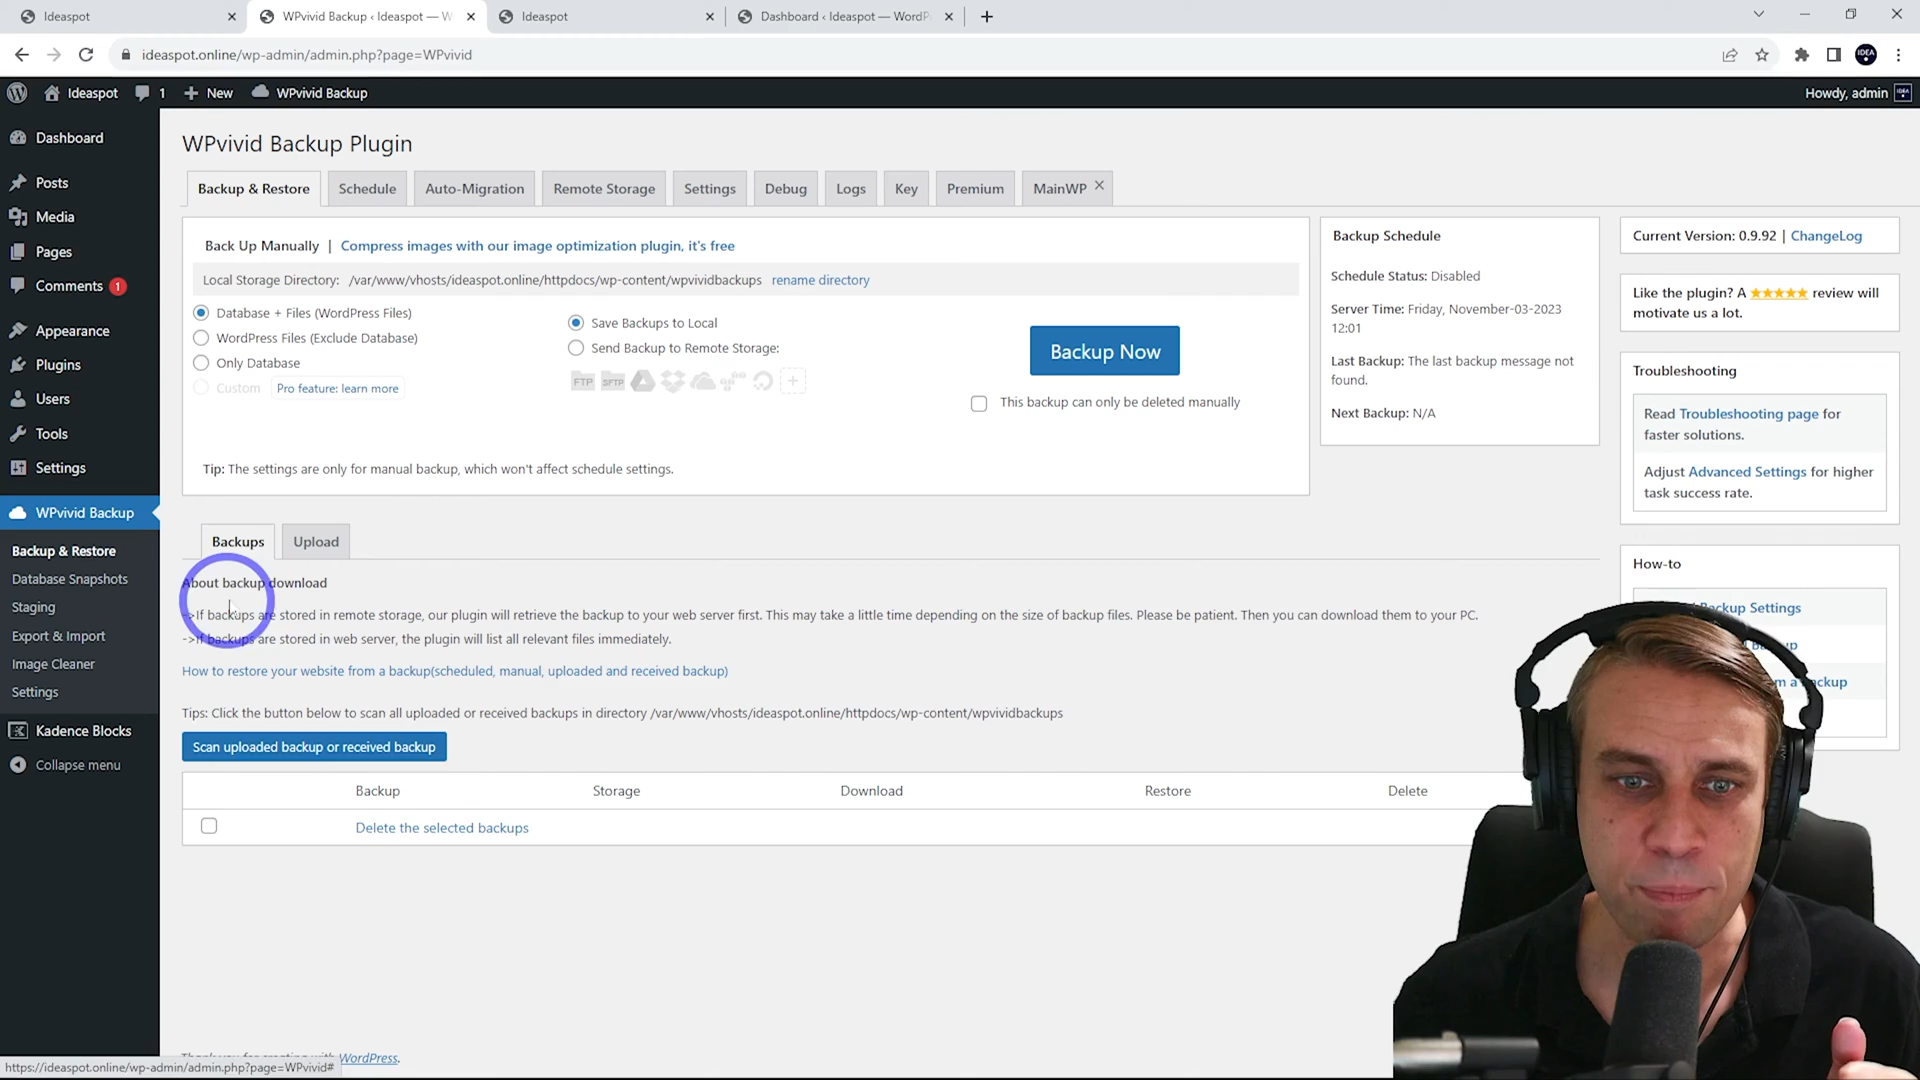 Ideaspot
WPvivid Backup ‹ Ideaspot — W
Ideaspot
Dashboard ‹ Ideaspot — WordP
ideaspot.online/wp-admin/admin.php?page=WPvivid
Ideaspot 1 New WPvivid Backup Howdy, admin
Dashboard
Posts
Media
Pages
Comments 1
Appearance
Plugins
Users
Tools
Settings
WPvivid Backup
Backup & Restore
Database Snapshots
Staging
Export & Import
Image Cleaner
Settings
Kadence Blocks
Collapse menu
WPvivid Backup Plugin
Backup & Restore Schedule Auto-Migration Remote Storage Settings Debug Logs Key Premium MainWP
Back Up Manually | Compress images with our image optimization plugin, it's free
Local Storage Directory: /var/www/vhosts/ideaspot.online/httpdocs/wp-content/wpvividbackups rename directory
Database + Files (WordPress Files)
WordPress Files (Exclude Database)
Only Database
Custom Pro feature: learn more
Save Backups to Local
Send Backup to Remote Storage:
FTP SFTP
Backup Now
This backup can only be deleted manually
Tip: The settings are only for manual backup, which won't affect schedule settings.
Backup Schedule
Schedule Status: Disabled
Server Time: Friday, November-03-2023
12:01
Last Backup: The last backup message not
found.
Next Backup: N/A
Current Version: 0.9.92 | ChangeLog
Like the plugin? A ★★★★★ review will
motivate us a lot.
Troubleshooting
Read Troubleshooting page for
faster solutions.
Adjust Advanced Settings for higher
task success rate.
How-to
Backup Settings
a Backup
Backups Upload
About backup download
->If backups are stored in remote storage, our plugin will retrieve the backup to your web server first. This may take a little time depending on the size of backup files. Please be patient. Then you can download them to your PC.
->If backups are stored in web server, the plugin will list all relevant files immediately.
How to restore your website from a backup(scheduled, manual, uploaded and received backup)
Tips: Click the button below to scan all uploaded or received backups in directory /var/www/vhosts/ideaspot.online/httpdocs/wp-content/wpvividbackups
Scan uploaded backup or received backup
Backup Storage Download Restore Delete
Delete the selected backups
WordPress.
https://ideaspot.online/wp-admin/admin.php?page=WPvivid#